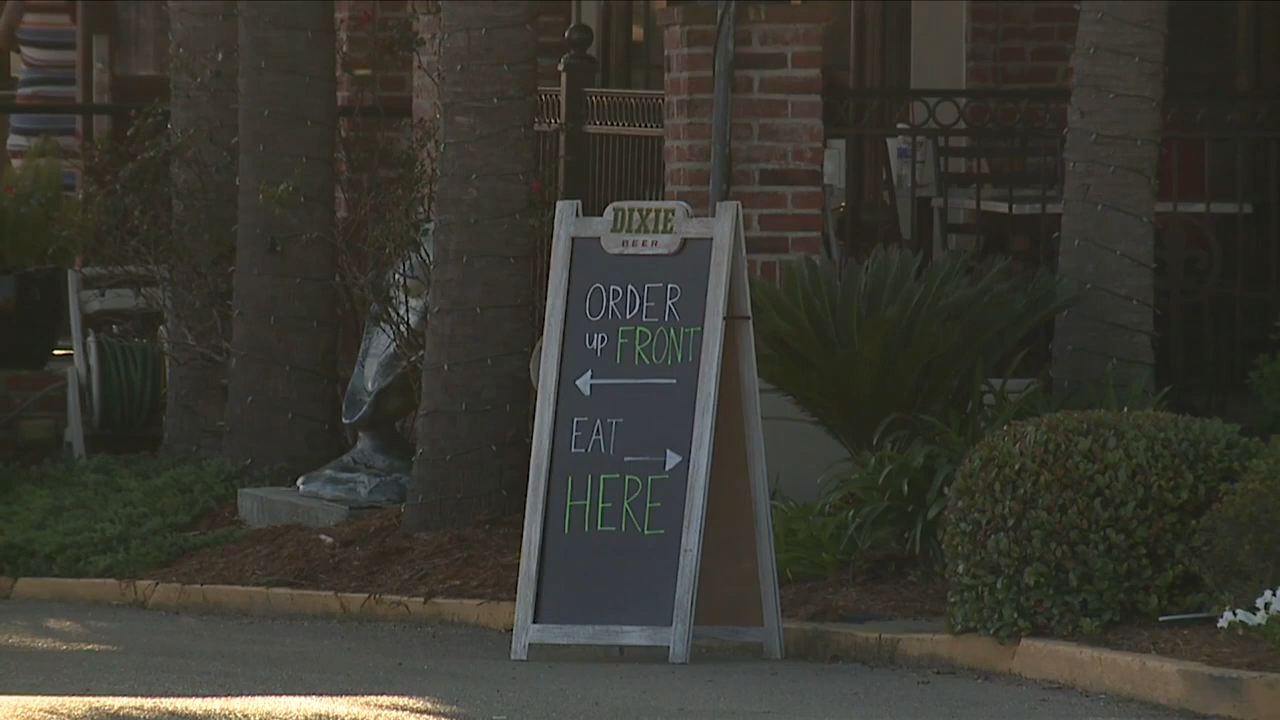 DIXIE
BEER
ORDER
up FRONT
EAT
HERE